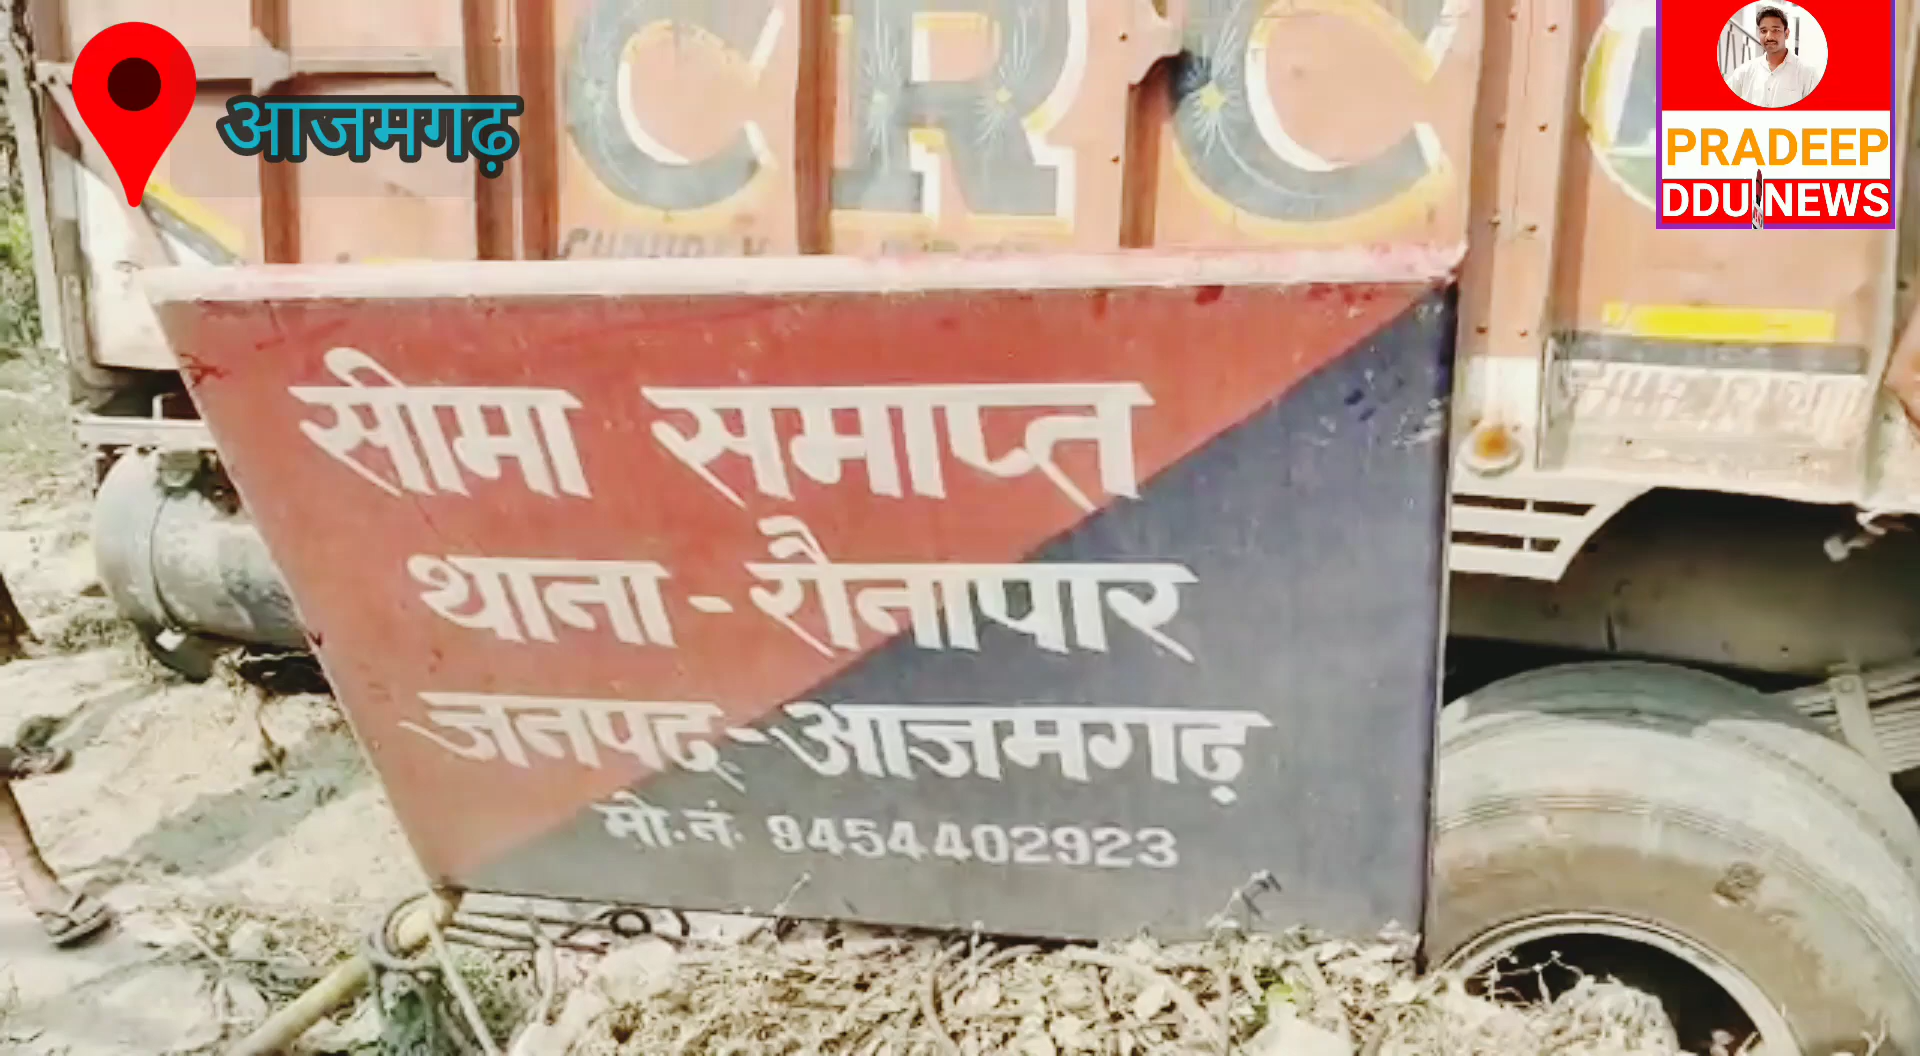 आजमगढ़
CRC
PRADEEP
DDU NEWS
सीमा समाप्त
थाना - रौनापार
जनपद - आजमगढ़
मो.नं. 9454402923